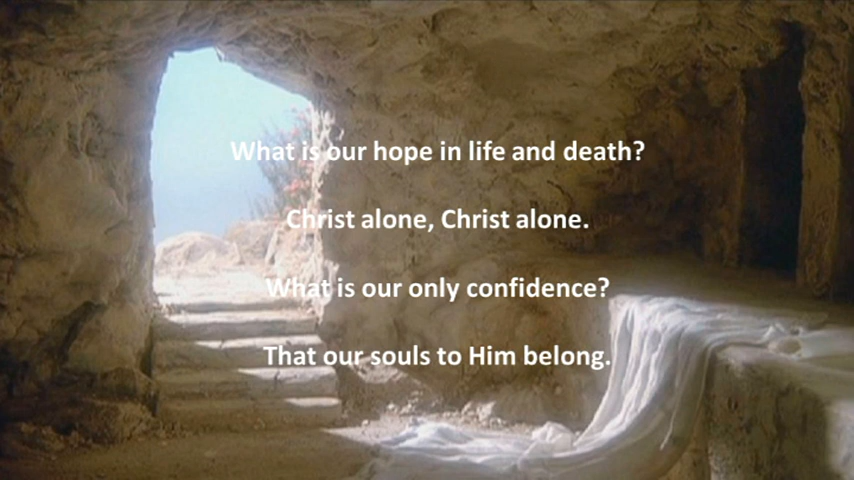 What is our hope in life and death?
Christ alone, Christ alone.
What is our only confidence?
That our souls to Him belong.